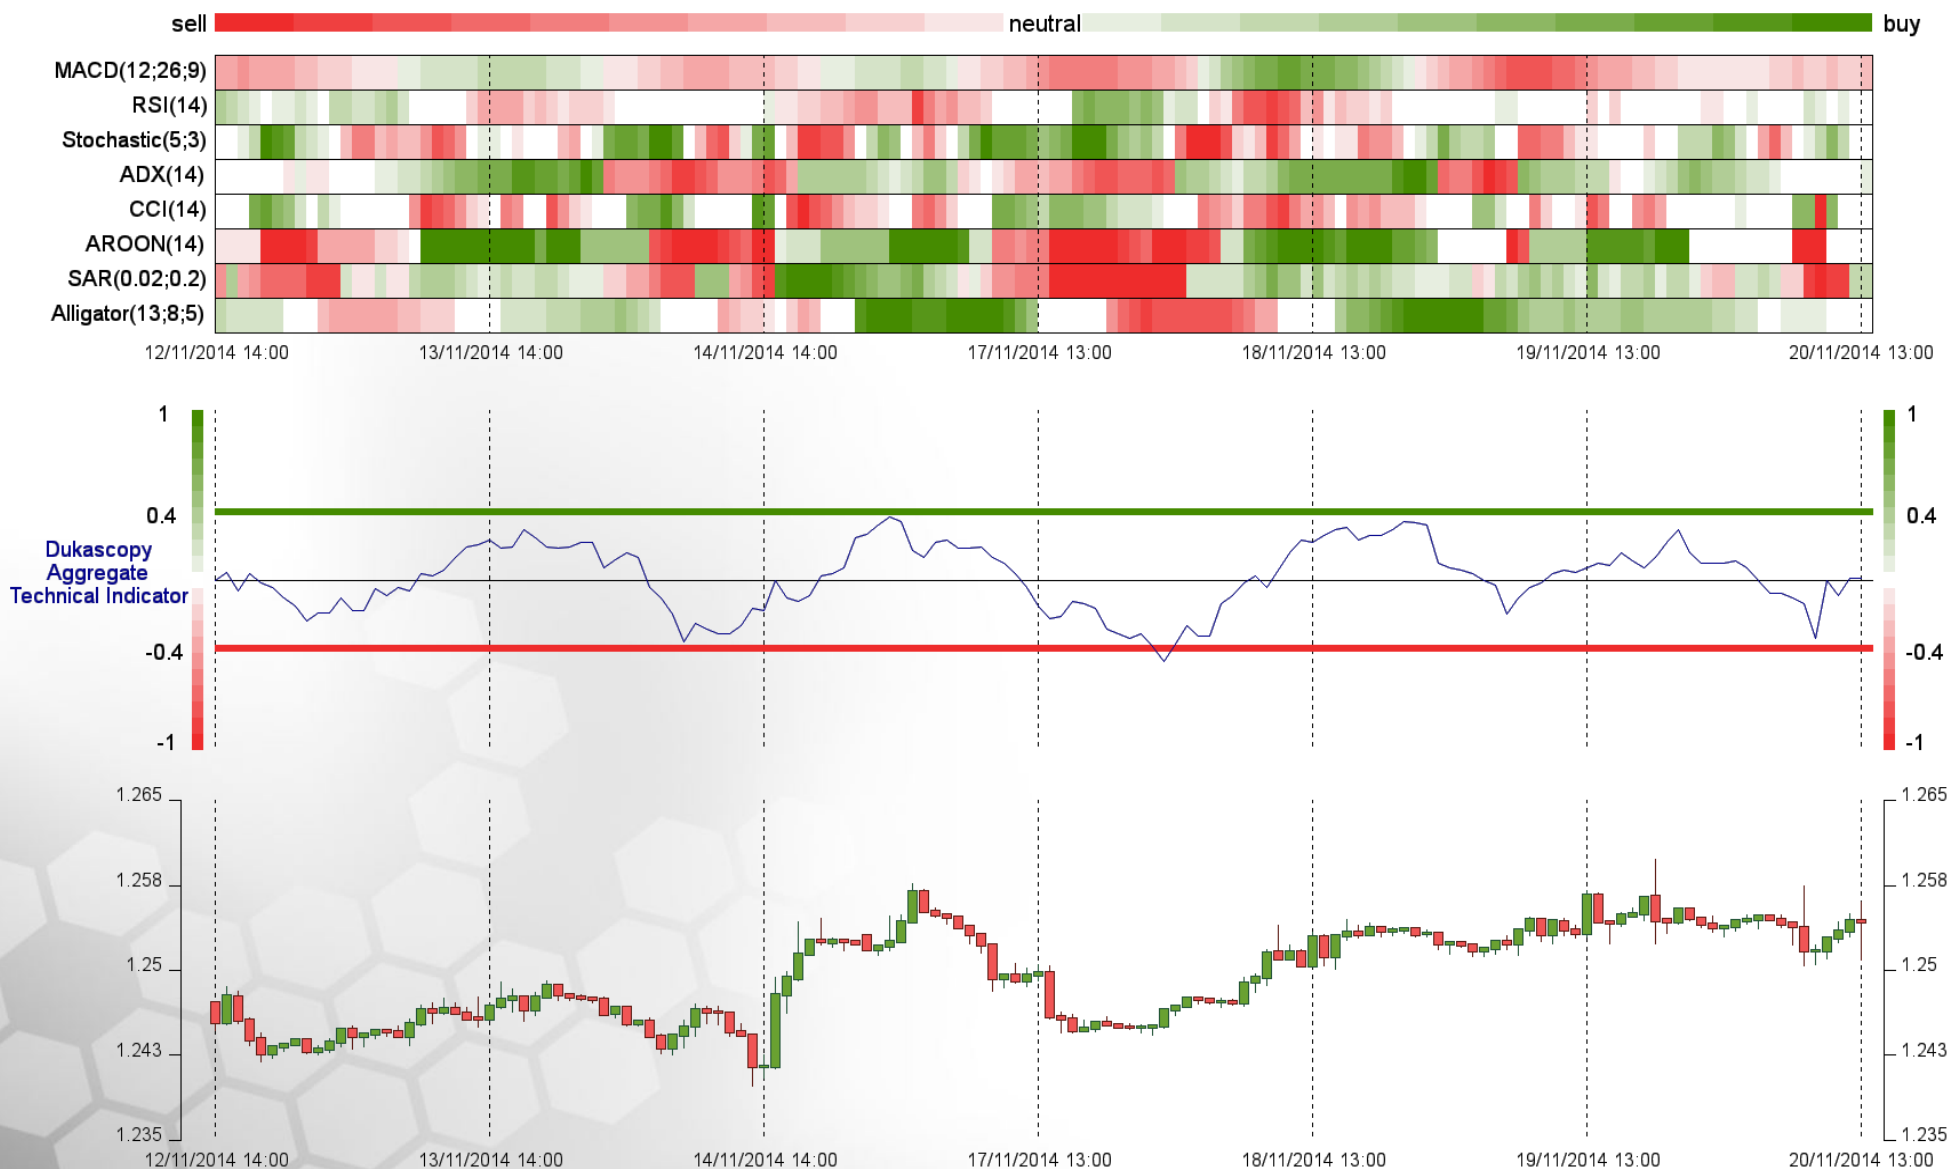 sell neutral buy
MACD(12;26;9)
RSI(14)
Stochastic(5;3)
ADX(14)
CCI(14)
AROON(14)
SAR(0.02;0.2)
Alligator(13;8;5)
12/11/2014 14:00 13/11/2014 14:00 14/11/2014 14:00 17/11/2014 13:00 18/11/2014 13:00 19/11/2014 13:00 20/11/2014 13:00
1 1
0.4 0.4
Dukascopy
Aggregate
Technical Indicator
-0.4 -0.4
-1 -1
1.265 1.265
1.258 1.258
1.25 1.25
1.243 1.243
1.235 1.235
12/11/2014 14:00 13/11/2014 14:00 14/11/2014 14:00 17/11/2014 13:00 18/11/2014 13:00 19/11/2014 13:00 20/11/2014 13:00